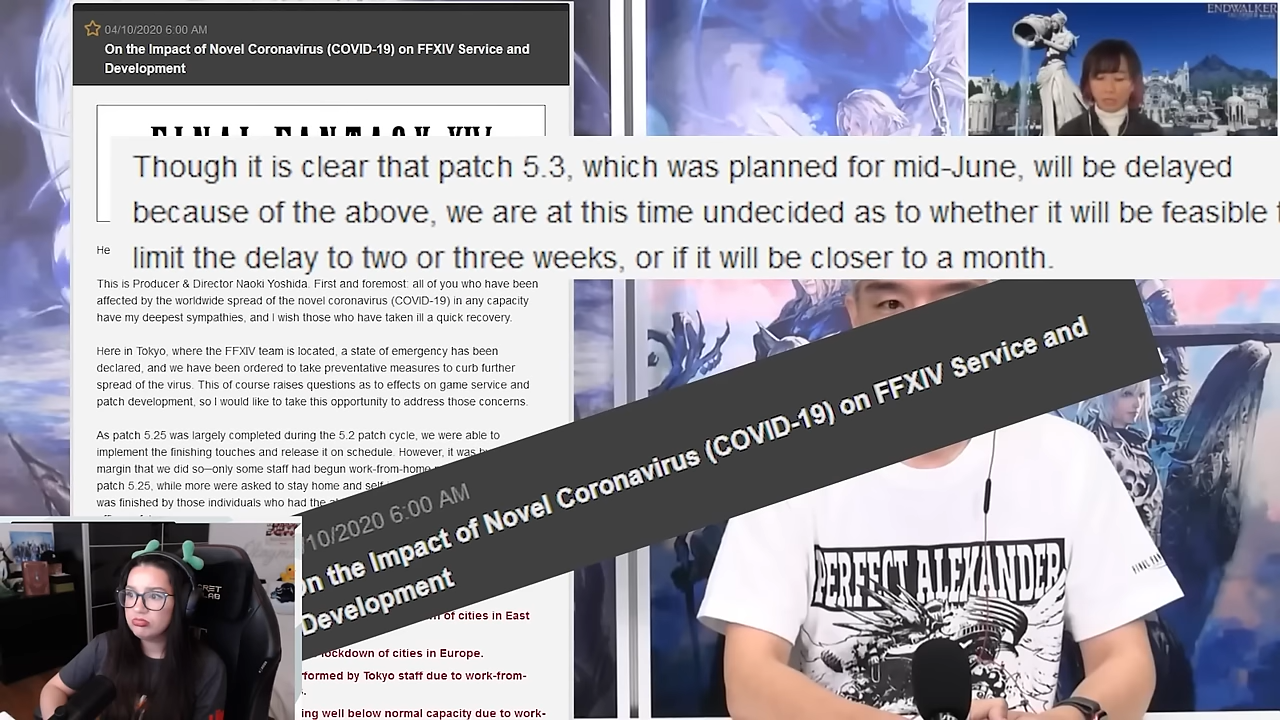 ENDWALKER
04/10/2020 6:00 AM
On the Impact of Novel Coronavirus (COVID-19) on FFXIV Service and
Development
FINAL FANTASY XIV
Though it is clear that patch 5.3, which was planned for mid-June, will be delayed
because of the above, we are at this time undecided as to whether it will be feasible
limit the delay to two or three weeks, or if it will be closer to a month.
He
This is Producer & Director Naoki Yoshida. First and foremost: all of you who have been
affected by the worldwide spread of the novel coronavirus (COVID-19) in any capacity
have my deepest sympathies, and I wish those who have taken ill a quick recovery.
Here in Tokyo, where the FFXIV team is located, a state of emergency has been
declared, and we have been ordered to take preventative measures to curb further
spread of the virus. This of course raises questions as to effects on game service and
patch development, so I would like to take this opportunity to address those concerns.
As patch 5.25 was largely completed during the 5.2 patch cycle, we were able to
implement the finishing touches and release it on schedule. However, it was
margin that we did so—only some staff had begun work-from-home
patch 5.25, while more were asked to stay home and self
was finished by those individuals who had the
/10/2020 6:00 AM
on the Impact of Novel Coronavirus (COVID-19) on FFXIV Service and
Development
of cities in East
lockdown of cities in Europe.
formed by Tokyo staff due to work-from-
ing well below normal capacity due to work-
PERFECT ALEXANDER